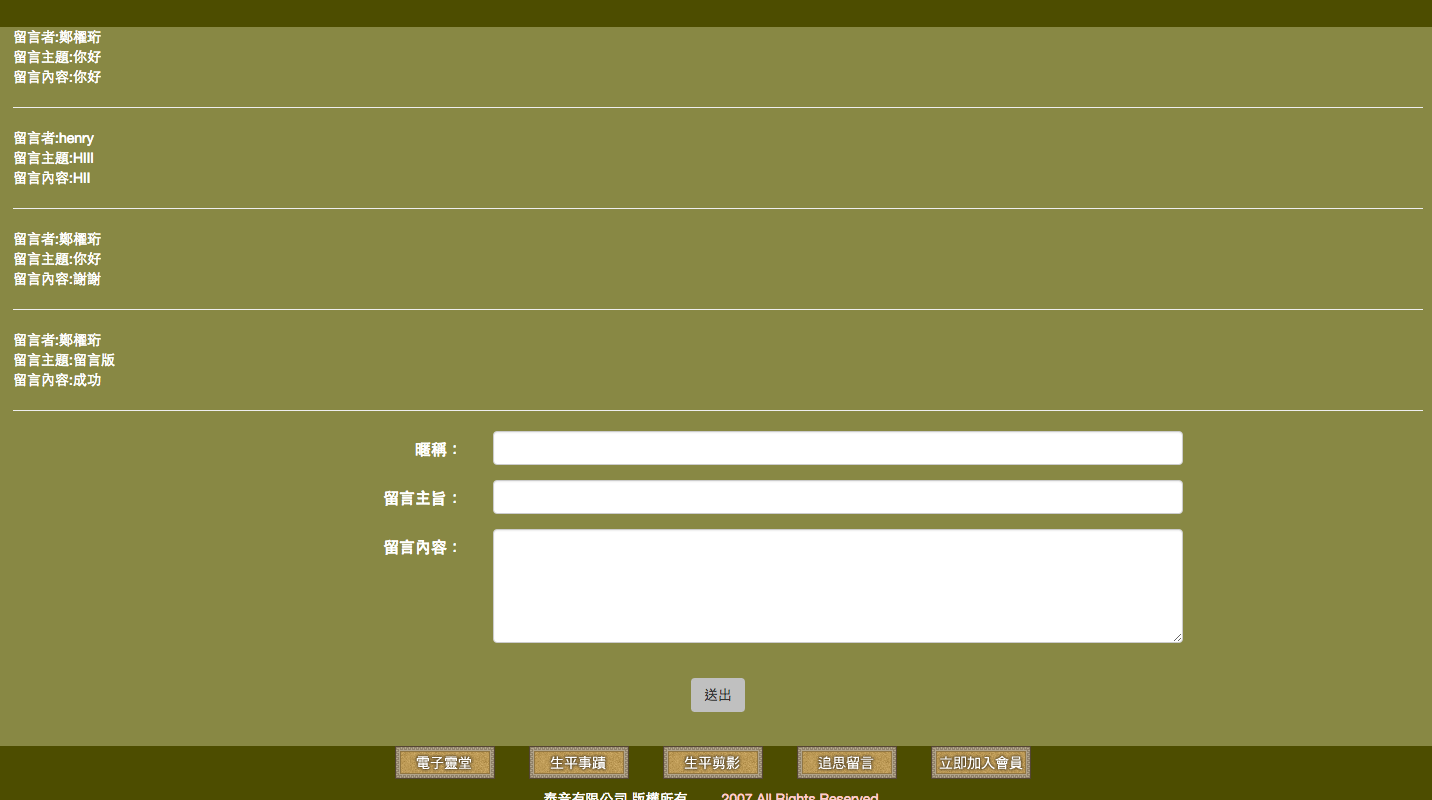 留言者:鄭欋珩
留言主題:你好
留言內容:你好
留言者:henry
留言主題:HIII
留言內容:HII
留言者:鄭欋珩
留言主題:你好
留言內容:謝謝
留言者:鄭欋珩
留言主題:留言版
留言內容:成功
暱稱：
留言主旨：
留言內容：
送出
電子靈堂 生平事蹟 生平剪影 追思留言 立即加入會員
有限公司 版權所有 2007 All Rights Reserved